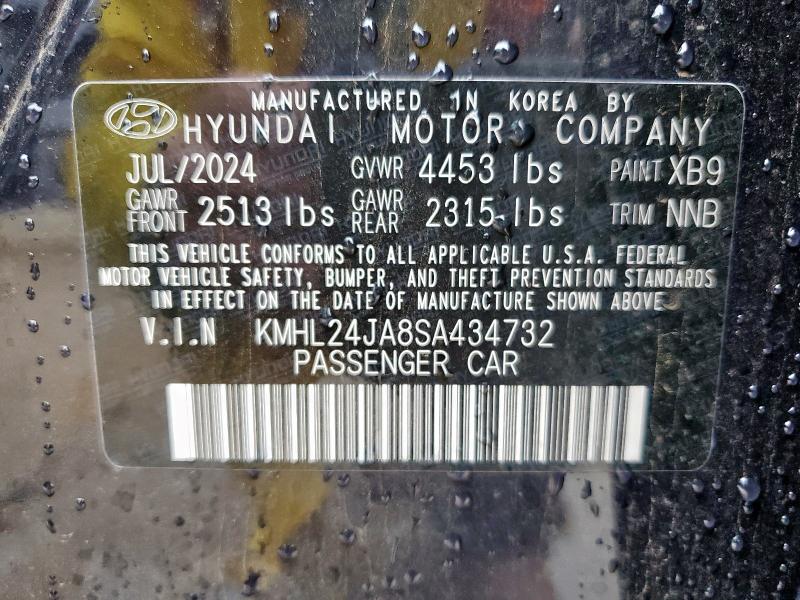 MANUFACTURED IN KOREA BY
HYUNDAI MOTOR COMPANY
JUL/2024 GVWR 4453 lbs PAINT XB9
GAWR FRONT 2513 lbs GAWR REAR 2315 lbs TRIM NNB
THIS VEHICLE CONFORMS TO ALL APPLICABLE U.S.A. FEDERAL
MOTOR VEHICLE SAFETY, BUMPER, AND THEFT PREVENTION STANDARDS
IN EFFECT ON THE DATE OF MANUFACTURE SHOWN ABOVE
V.I.N KMHL24JA8SA434732
PASSENGER CAR